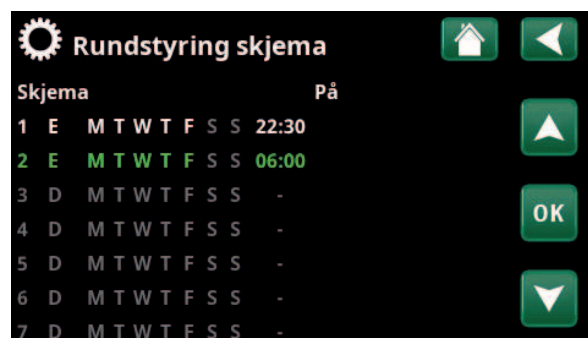 Rundstyring skjema
Skjema På
1 E M T W T F S S 22:30
2 E M T W T F S S 06:00
3 D M T W T F S S -
4 D M T W T F S S -
OK
5 D M T W T F S S -
6 D M T W T F S S -
7 D M T W T F S S -